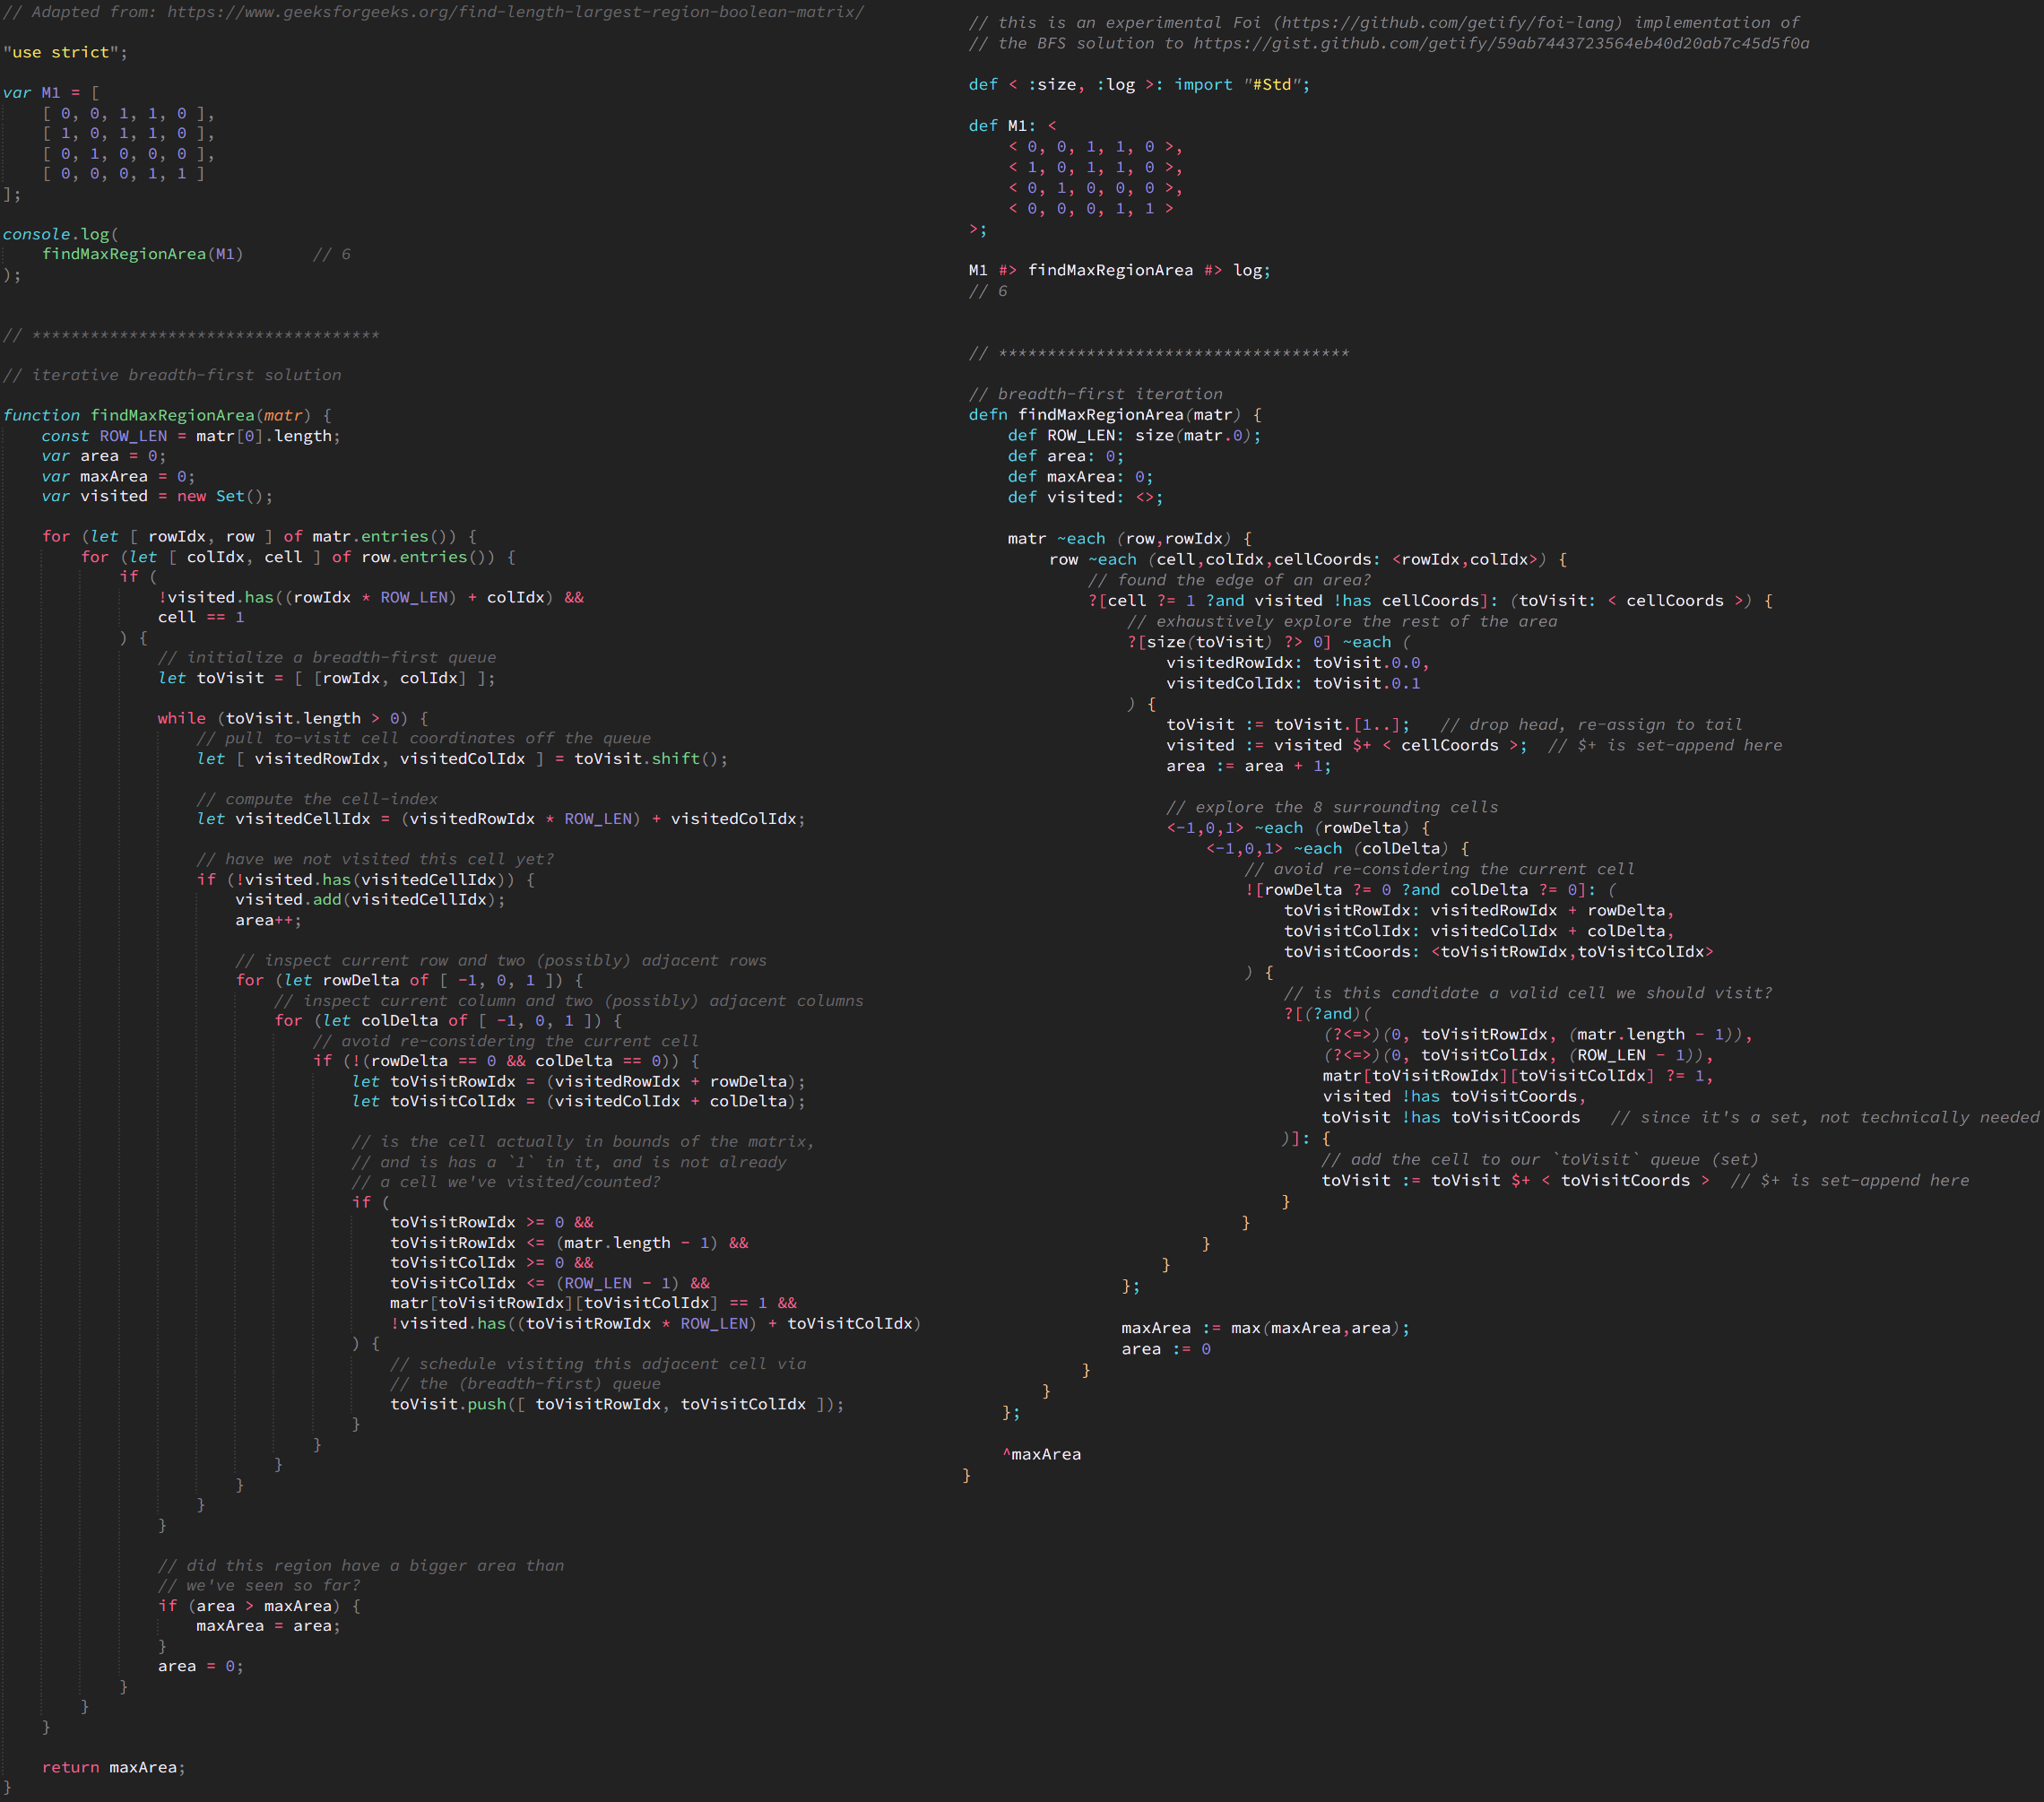 // Adapted from: https://www.geeksforgeeks.org/find-length-largest-region-boolean-matrix/
"use strict";
var M1 = [
[ 0, 0, 1, 1, 0 ],
[ 1, 0, 1, 1, 0 ],
[ 0, 1, 0, 0, 0 ],
[ 0, 0, 0, 1, 1 ]
];
console.log(
findMaxRegionArea(M1) // 6
);
// ************************************
// iterative breadth-first solution
function findMaxRegionArea(matr) {
const ROW_LEN = matr[0].length;
var area = 0;
var maxArea = 0;
var visited = new Set();
for (let [ rowIdx, row ] of matr.entries()) {
for (let [ colIdx, cell ] of row.entries()) {
if (
!visited.has((rowIdx * ROW_LEN) + colIdx) &&
cell == 1
) {
// initialize a breadth-first queue
let toVisit = [ [rowIdx, colIdx] ];
while (toVisit.length > 0) {
// pull to-visit cell coordinates off the queue
let [ visitedRowIdx, visitedColIdx ] = toVisit.shift();
// compute the cell-index
let visitedCellIdx = (visitedRowIdx * ROW_LEN) + visitedColIdx;
// have we not visited this cell yet?
if (!visited.has(visitedCellIdx)) {
visited.add(visitedCellIdx);
area++;
// inspect current row and two (possibly) adjacent rows
for (let rowDelta of [ -1, 0, 1 ]) {
// inspect current column and two (possibly) adjacent columns
for (let colDelta of [ -1, 0, 1 ]) {
// avoid re-considering the current cell
if (!(rowDelta == 0 && colDelta == 0)) {
let toVisitRowIdx = (visitedRowIdx + rowDelta);
let toVisitColIdx = (visitedColIdx + colDelta);
// is the cell actually in bounds of the matrix,
// and is has a `1` in it, and is not already
// a cell we've visited/counted?
if (
toVisitRowIdx >= 0 &&
toVisitRowIdx <= (matr.length - 1) &&
toVisitColIdx >= 0 &&
toVisitColIdx <= (ROW_LEN - 1) &&
matr[toVisitRowIdx][toVisitColIdx] == 1 &&
!visited.has((toVisitRowIdx * ROW_LEN) + toVisitColIdx)
) {
// schedule visiting this adjacent cell via
// the (breadth-first) queue
toVisit.push([ toVisitRowIdx, toVisitColIdx ]);
}
}
}
}
}
}
// did this region have a bigger area than
// we've seen so far?
if (area > maxArea) {
maxArea = area;
}
area = 0;
}
}
}
return maxArea;
}
// this is an experimental Foi (https://github.com/getify/foi-lang) implementation of
// the BFS solution to https://gist.github.com/getify/59ab7443723564eb40d20ab7c45d5f0a
def < :size, :log >: import "#Std";
def M1: <
< 0, 0, 1, 1, 0 >,
< 1, 0, 1, 1, 0 >,
< 0, 1, 0, 0, 0 >,
< 0, 0, 0, 1, 1 >
>;
M1 #> findMaxRegionArea #> log;
// 6
// ************************************
// breadth-first iteration
defn findMaxRegionArea(matr) {
def ROW_LEN: size(matr.0);
def area: 0;
def maxArea: 0;
def visited: <>;
matr ~each (row,rowIdx) {
row ~each (cell,colIdx,cellCoords: <rowIdx,colIdx>) {
// found the edge of an area?
?[cell ?= 1 ?and visited !has cellCoords]: (toVisit: < cellCoords >) {
// exhaustively explore the rest of the area
?[size(toVisit) ?> 0] ~each (
visitedRowIdx: toVisit.0.0,
visitedColIdx: toVisit.0.1
) {
toVisit := toVisit.[1..]; // drop head, re-assign to tail
visited := visited $+ < cellCoords >; // $+ is set-append here
area := area + 1;
// explore the 8 surrounding cells
<-1,0,1> ~each (rowDelta) {
<-1,0,1> ~each (colDelta) {
// avoid re-considering the current cell
![rowDelta ?= 0 ?and colDelta ?= 0]: (
toVisitRowIdx: visitedRowIdx + rowDelta,
toVisitColIdx: visitedColIdx + colDelta,
toVisitCoords: <toVisitRowIdx,toVisitColIdx>
) {
// is this candidate a valid cell we should visit?
?[(?and)(
(?<=>)(0, toVisitRowIdx, (matr.length - 1)),
(?<=>)(0, toVisitColIdx, (ROW_LEN - 1)),
matr[toVisitRowIdx][toVisitColIdx] ?= 1,
visited !has toVisitCoords,
toVisit !has toVisitCoords // since it's a set, not technically needed
)]: {
// add the cell to our `toVisit` queue (set)
toVisit := toVisit $+ < toVisitCoords > // $+ is set-append here
}
}
}
}
};
maxArea := max(maxArea,area);
area := 0
}
}
};
^maxArea
}